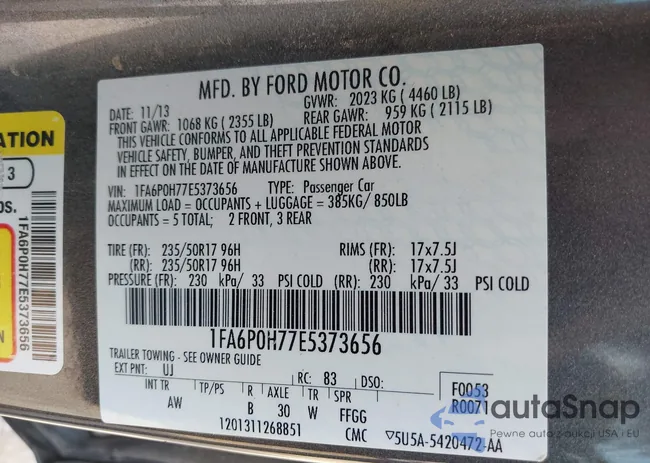 MFD. BY FORD MOTOR CO.
DATE: 11/13 GVWR: 2023 KG ( 4460 LB)
FRONT GAWR: 1068 KG ( 2355 LB) REAR GAWR: 959 KG ( 2115 LB)
THIS VEHICLE CONFORMS TO ALL APPLICABLE FEDERAL MOTOR
VEHICLE SAFETY, BUMPER, AND THEFT PREVENTION STANDARDS
IN EFFECT ON THE DATE OF MANUFACTURE SHOWN ABOVE.
VIN: 1FA6P0H77E5373656 TYPE: Passenger Car
MAXIMUM LOAD = OCCUPANTS + LUGGAGE = 385KG/ 850LB
OCCUPANTS = 5 TOTAL; 2 FRONT, 3 REAR
TIRE (FR): 235/50R17 96H RIMS (FR): 17x7.5J
(RR): 235/50R17 96H (RR): 17x7.5J
PRESSURE (FR): 230 kPa/ 33 PSI COLD (RR): 230 kPa/ 33 PSI COLD
1FA6P0H77E5373656
TRAILER TOWING - SEE OWNER GUIDE
EXT PNT: UJ RC: 83 DSO: F0053
R0071
INT TR TP/PS R AXLE TR SPR
AW B 30 W FFGG
1201311268851 CMC ▽5U5A-5420472-AA
ATION
3
OS.
1FA6P0H77E5373656
N
autaSnap
Pewne auto z aukcji USA i EU